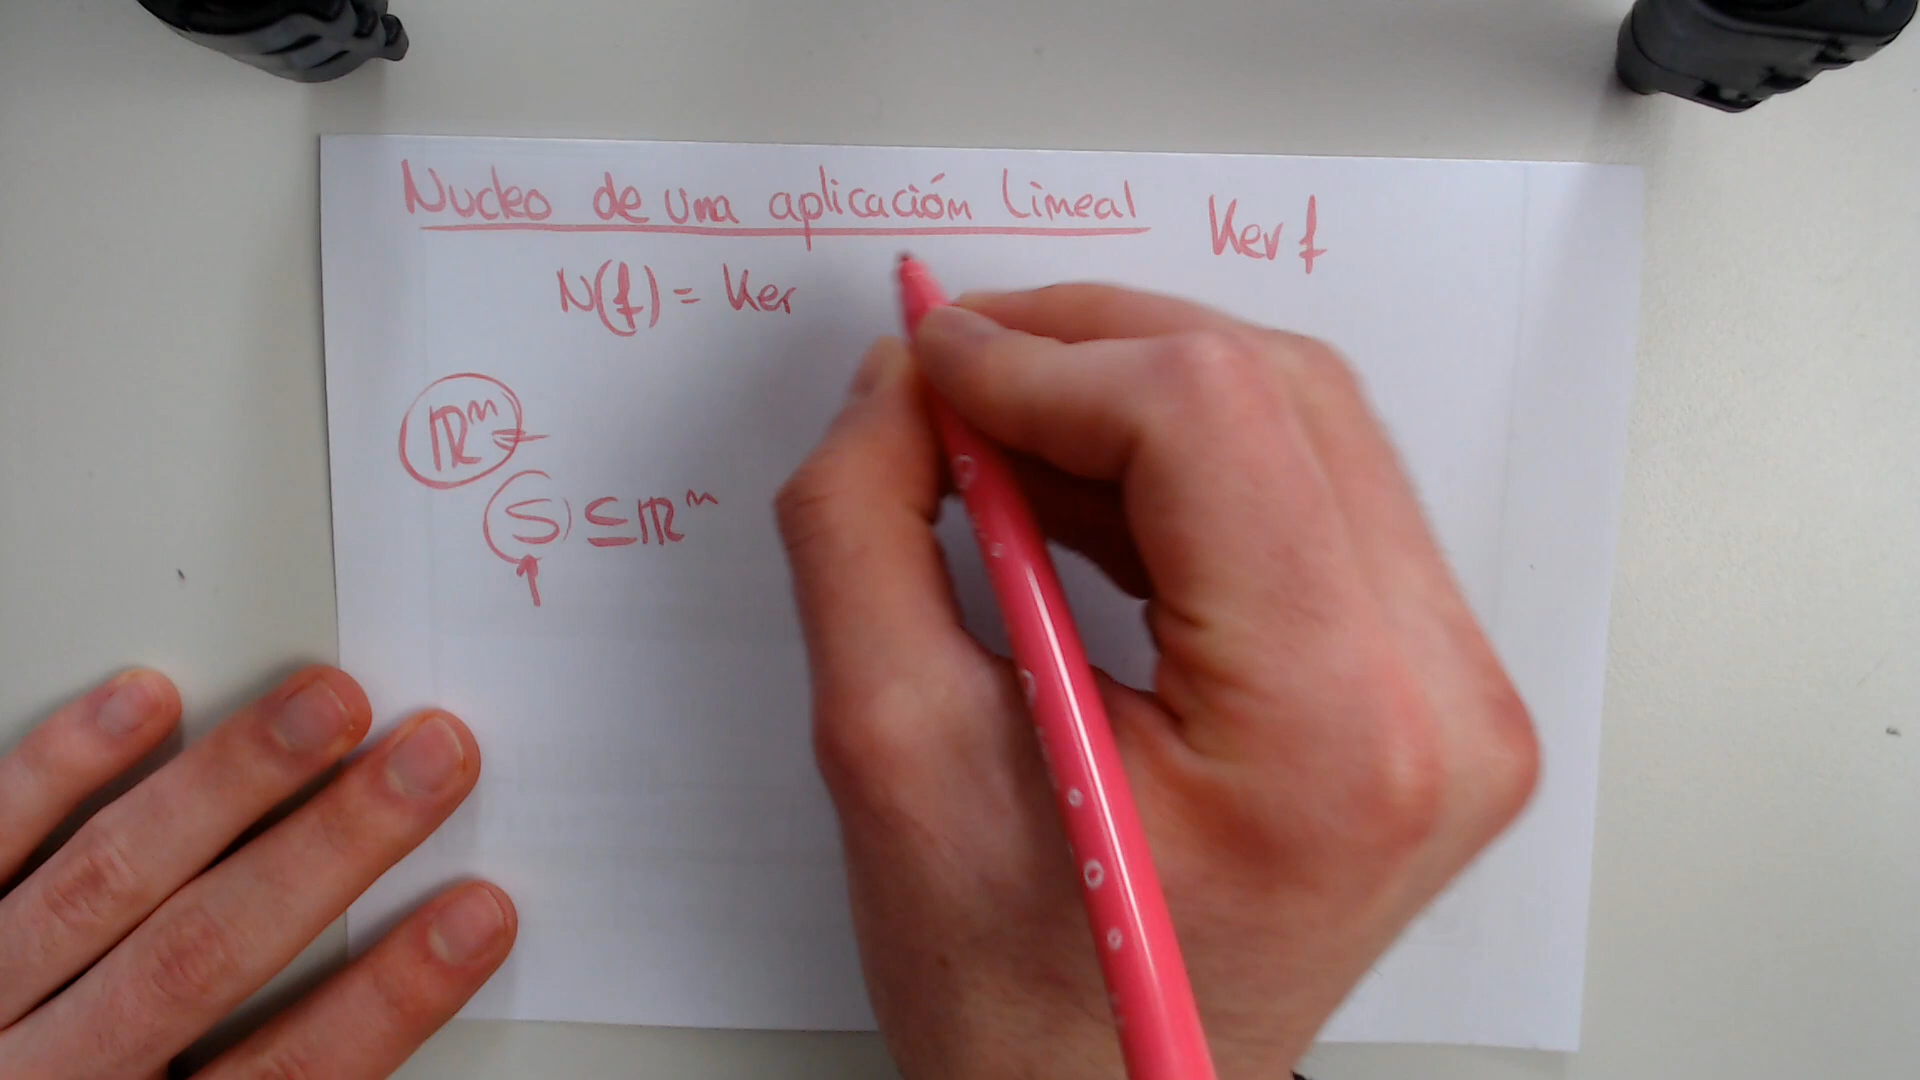 Nucleo de una aplicación Lineal
Ker f
N(f) = Ker
ℝⁿ
S ⊆ ℝⁿ